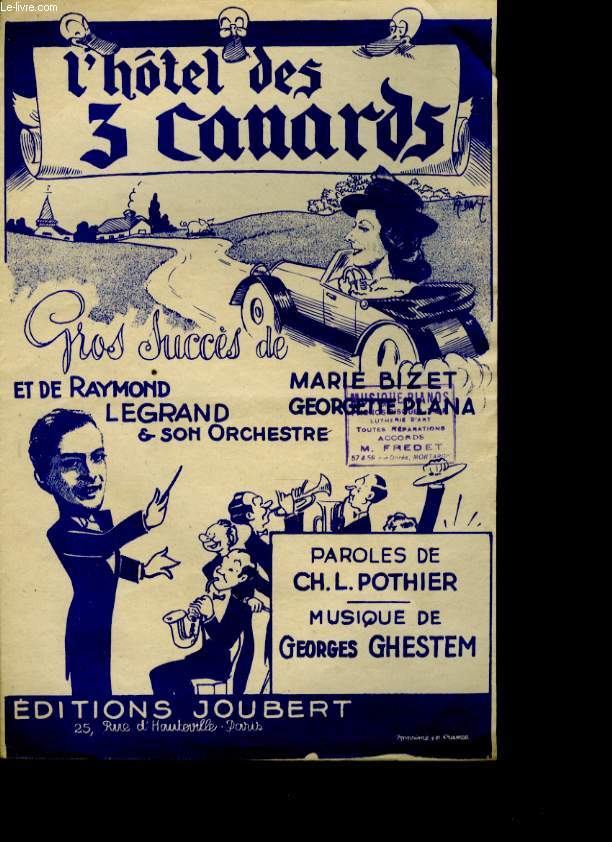 Le-livre.com
l'hôtel des
3 canards
Gros succès de
MARIE BIZET
GEORGETTE PLANA
ET DE RAYMOND
LEGRAND
& SON ORCHESTRE
MUSIQUE PIANOS
LUTHERIE D'ART
TOUTES RÉPARATIONS
ACCORDS
M. FREDET
PAROLES DE
CH. L. POTHIER
MUSIQUE DE
GEORGES GHESTEM
ÉDITIONS JOUBERT
25, Rue d'Hauteville - Paris